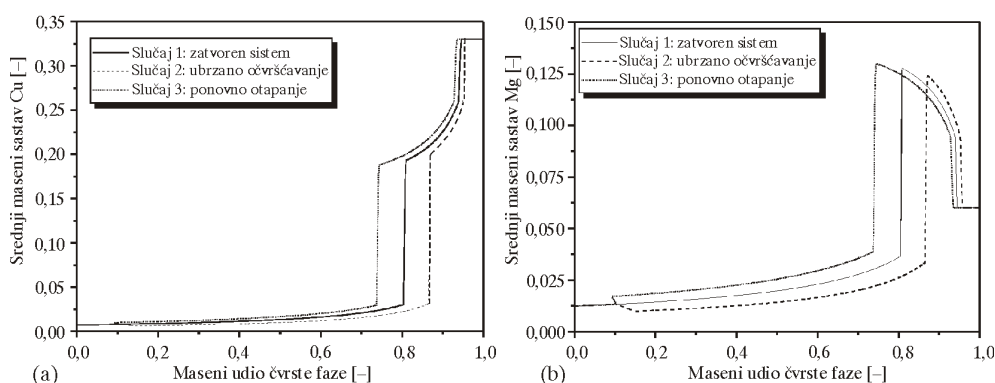 (a)
0,35
0,30
0,25
0,20
0,15
0,10
0,05
0,00
Srednji maseni sastav Cu [–]
Slučaj 1: zatvoren sistem
Slučaj 2: ubrzano očvršćavanje
Slučaj 3: ponovno otapanje
0,0
0,2
0,4
0,6
0,8
1,0
Maseni udio čvrste faze [–]
(b)
0,150
0,125
0,100
0,075
0,050
0,025
0.000
Srednji maseni sastav Mg [–]
Slučaj 1: zatvoren sistem
Slučaj 2: ubrzano očvršćavanje
Slučaj 3: ponovno otapanje
0,0
0,2
0,4
0,6
0,8
1,0
Maseni udio čvrste faze [–]